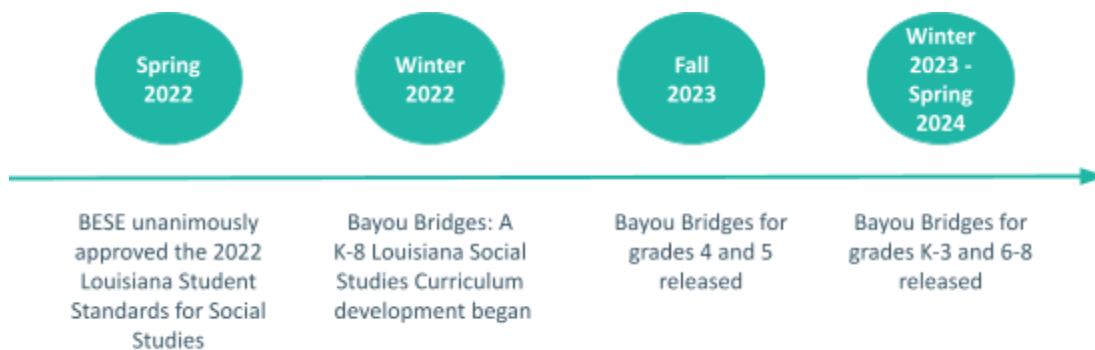 Spring
2022
Winter
2022
Fall
2023
Winter
2023 -
Spring
2024
BESE unanimously
approved the 2022
Louisiana Student
Standards for Social
Studies
Bayou Bridges: A
K-8 Louisiana Social
Studies Curriculum
development began
Bayou Bridges for
grades 4 and 5
released
Bayou Bridges for
grades K-3 and 6-8
released